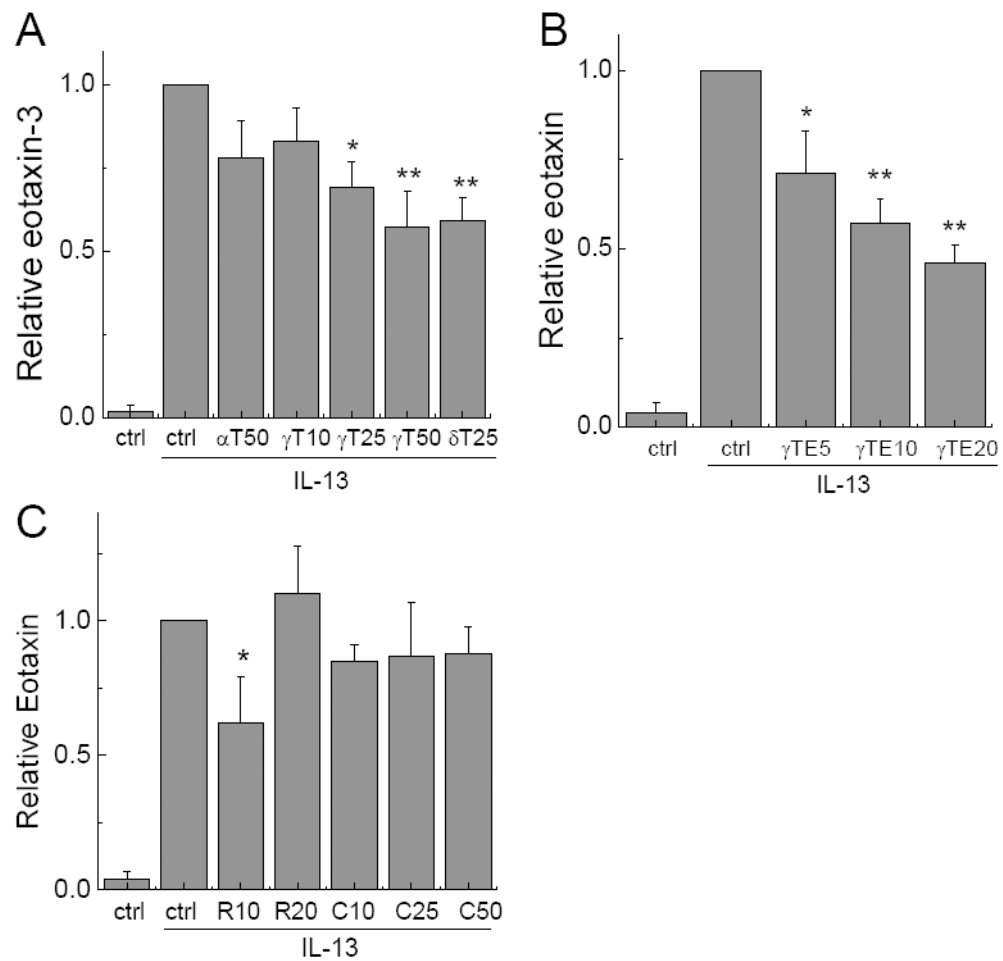 A
Relative eotaxin-3
1.0
0.5
0.0
*
**
**
ctrl ctrl αT50 γT10 γT25 γT50 δT25
IL-13
B
Relative eotaxin
1.0
0.5
0.0
*
**
**
ctrl ctrl γTE5 γTE10 γTE20
IL-13
C
Relative Eotaxin
1.0
0.5
0.0
*
ctrl ctrl R10 R20 C10 C25 C50
IL-13